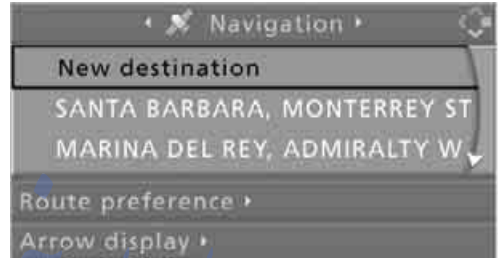 Navigation
New destination
SANTA BARBARA, MONTERREY ST
MARINA DEL REY, ADMIRALTY W
Route preference
Arrow display